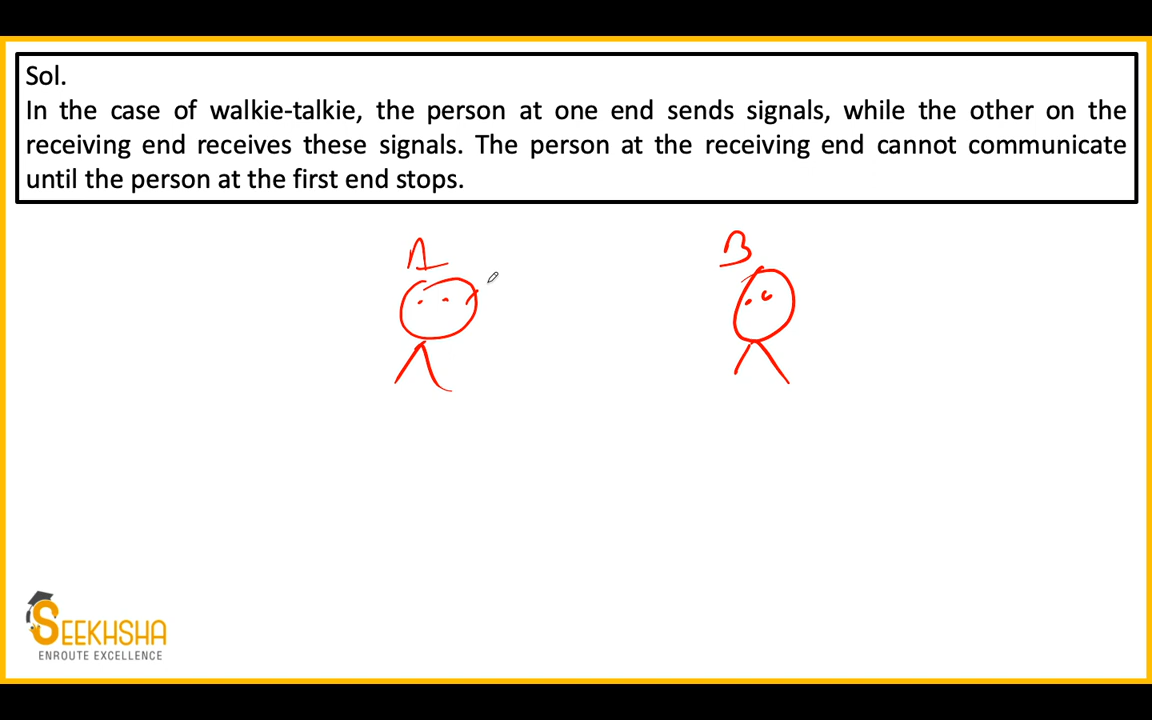 Sol.
In the case of walkie-talkie, the person at one end sends signals, while the other on the
receiving end receives these signals. The person at the receiving end cannot communicate
until the person at the first end stops.
A
B
SEEKHSHA
ENROUTE EXCELLENCE